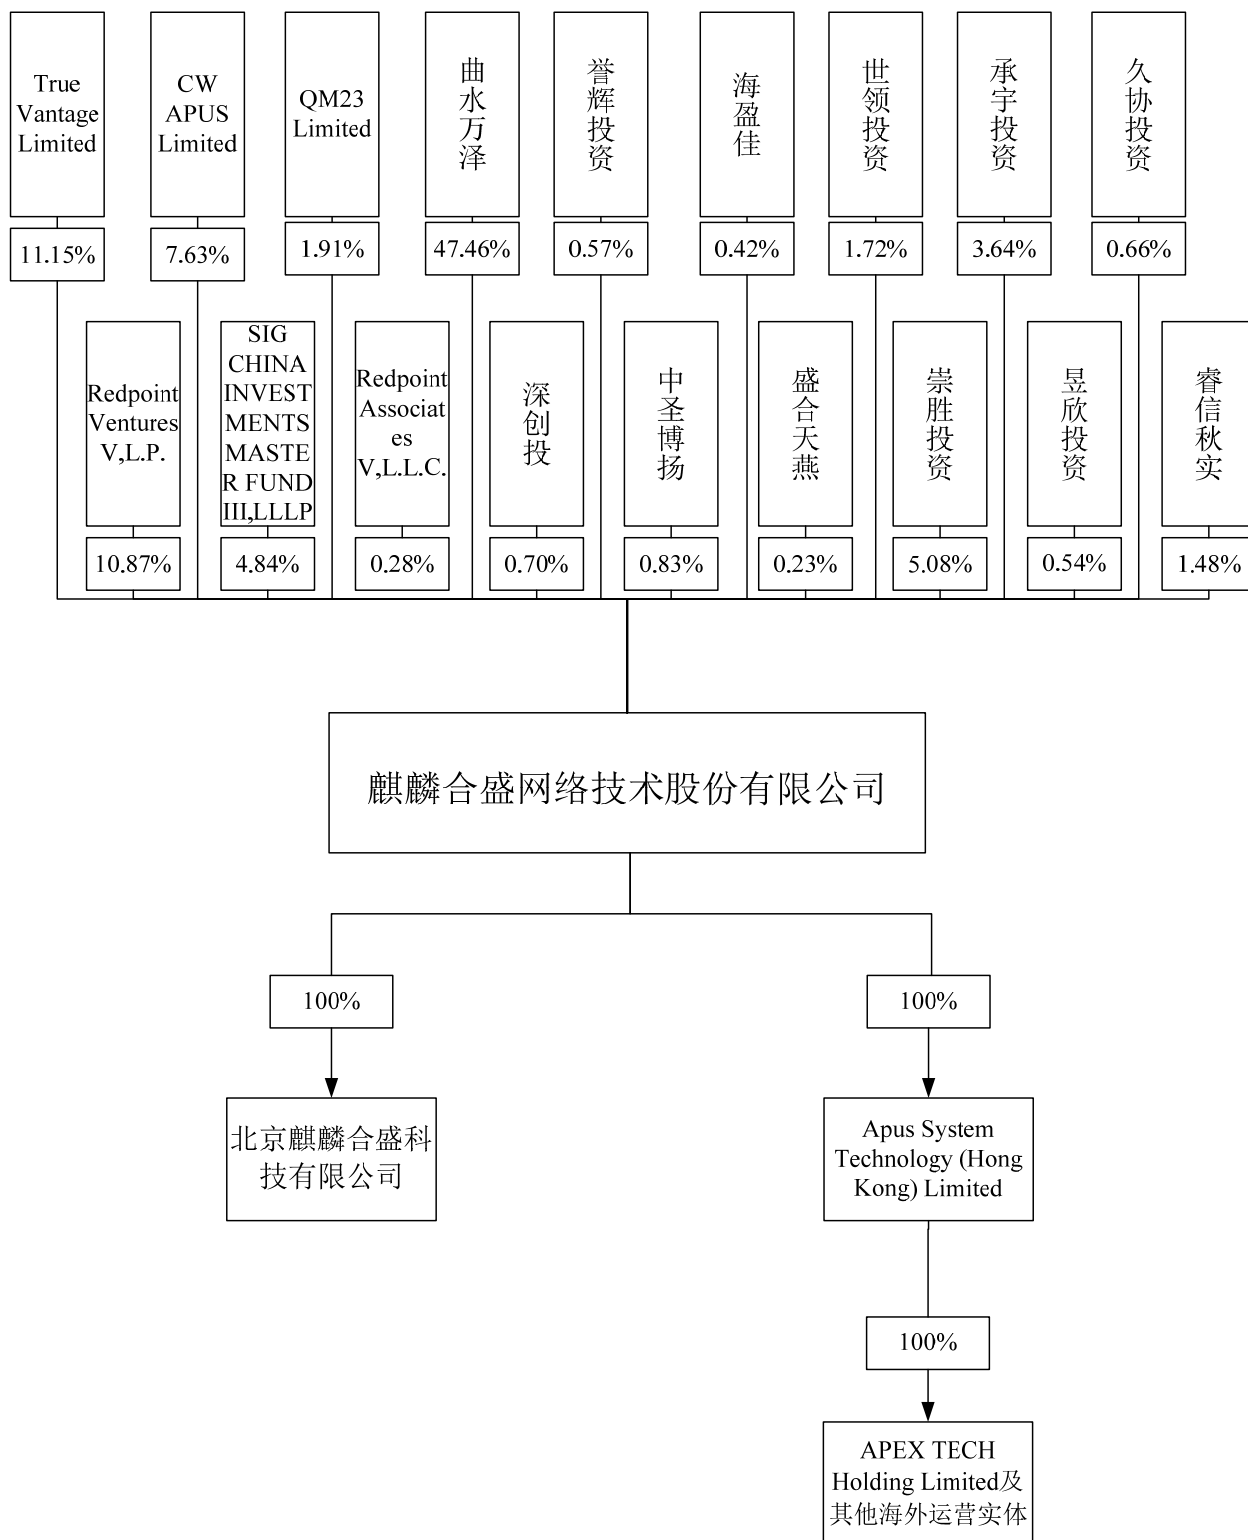 True
Vantage
Limited
CW
APUS
Limited
QM23
Limited
曲水万泽
誉辉投资
海盈佳
世领投资
承宇投资
久协投资
11.15%
7.63%
1.91%
47.46%
0.57%
0.42%
1.72%
3.64%
0.66%
Redpoint
Ventures
V,L.P.
SIG
CHINA
INVEST
MENTS
MASTE
R FUND
III,LLLP
Redpoint
Associat
es
V,L.L.C.
深创投
中圣博扬
盛合天燕
崇胜投资
昱欣投资
睿信秋实
10.87%
4.84%
0.28%
0.70%
0.83%
0.23%
5.08%
0.54%
1.48%
麒麟合盛网络技术股份有限公司
100%
100%
北京麒麟合盛科
技有限公司
Apus System
Technology (Hong
Kong) Limited
100%
APEX TECH
Holding Limited及
其他海外运营实体